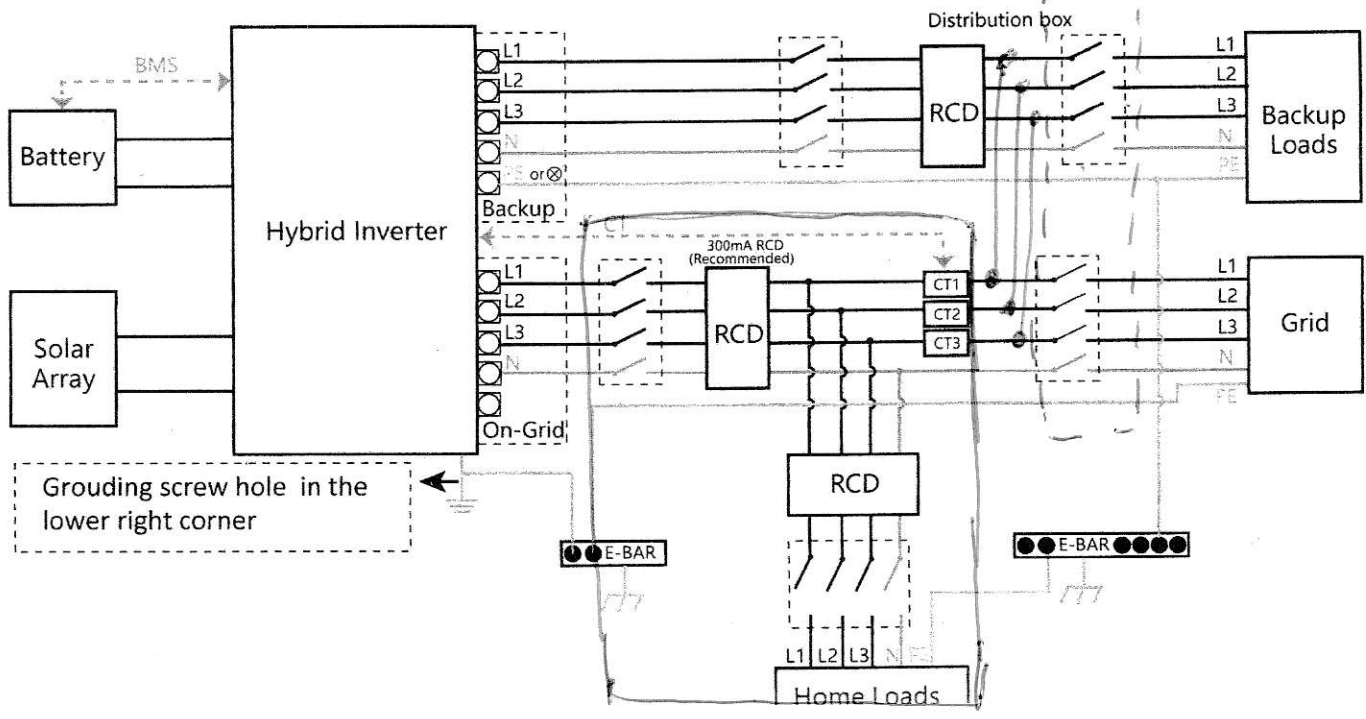 Distribution box
BMS
Battery
Solar
Array
Hybrid Inverter
L1
L2
L3
N
PE or⊗
Backup
RCD
L1
L2
L3
N
PE
Backup
Loads
CT
300mA RCD
(Recommended)
L1
L2
L3
N
On-Grid
RCD
CT1
CT2
CT3
L1
L2
L3
N
PE
Grid
Grouding screw hole in the
lower right corner
RCD
E-BAR
E-BAR
L1 L2 L3 N PE
Home Loads